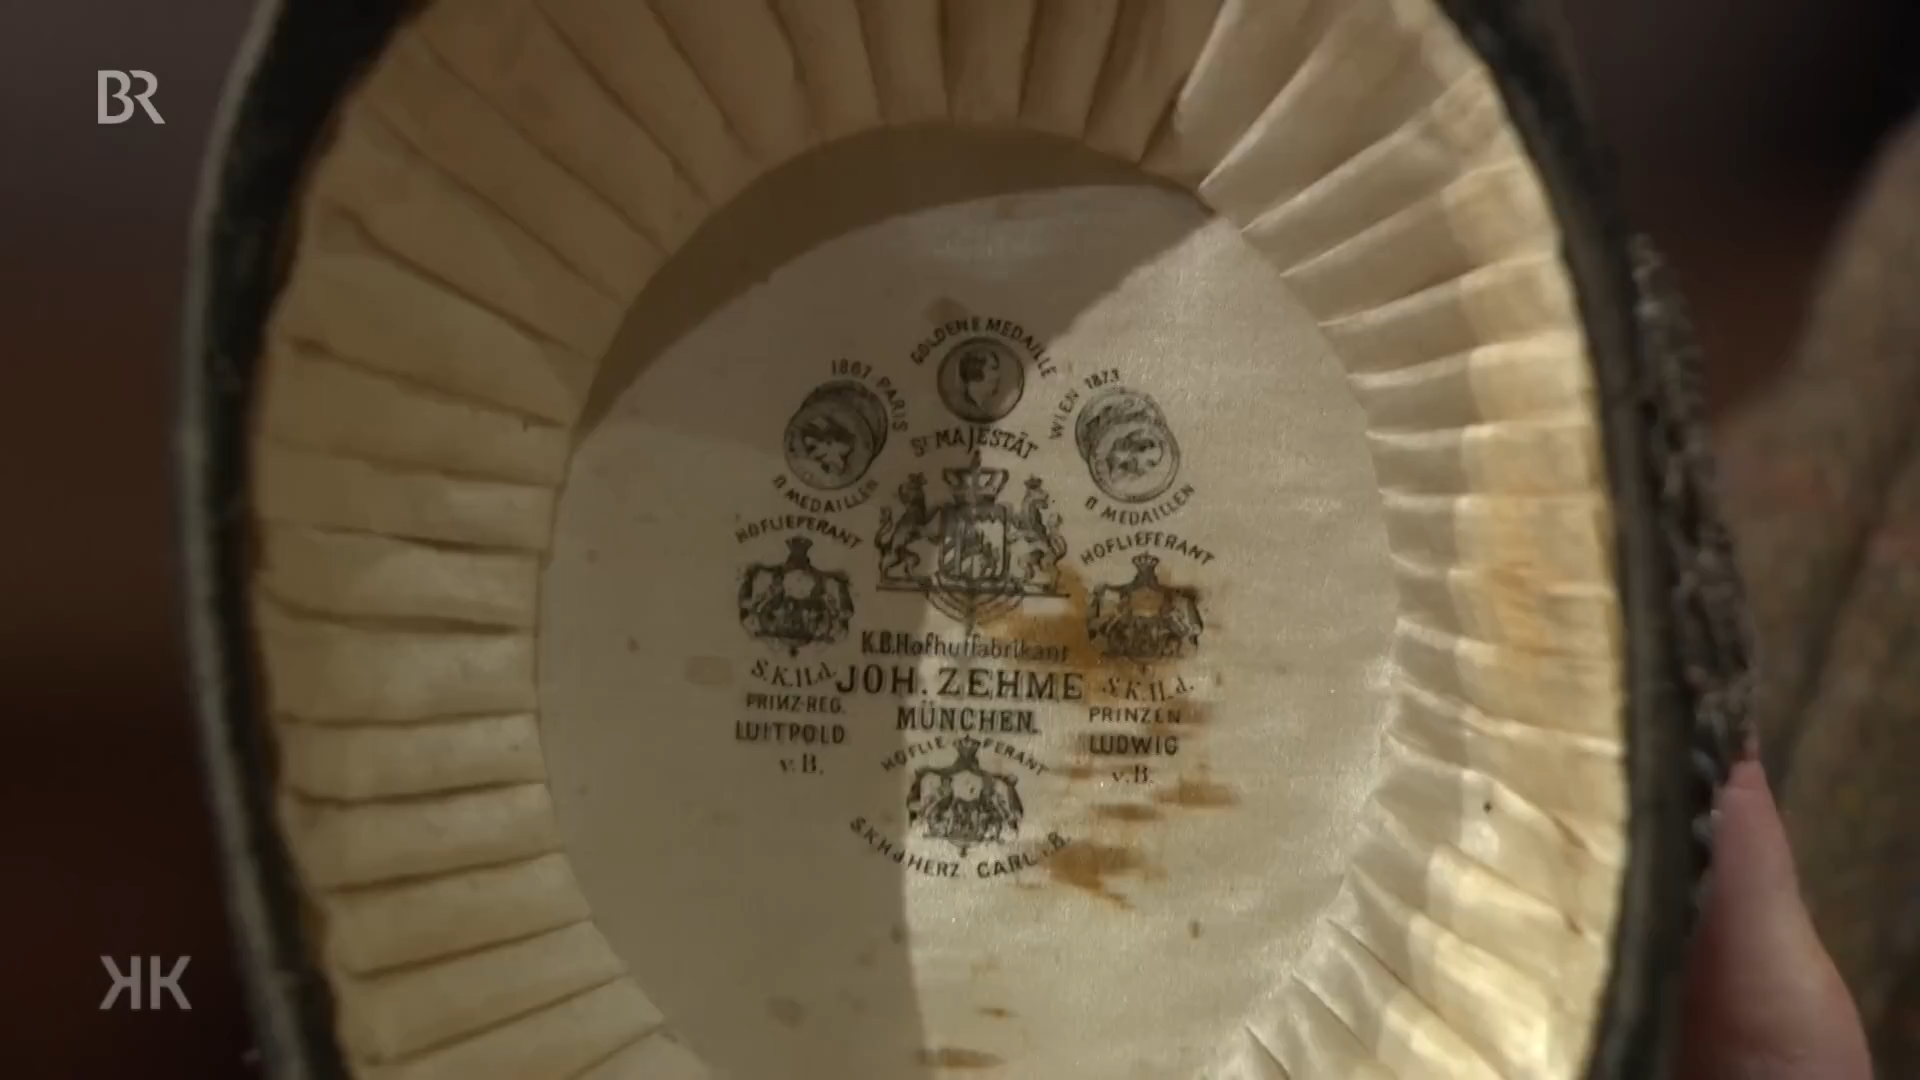 BR
GOLDENE MEDAILLE
1867 PARIS
WIEN 1873
Sr. MAJESTÄT
8 MEDAILLEN
8 MEDAILLEN
HOFLIEFERANT
HOFLIEFERANT
K.B.Hofhutfabrikant
S.K.H.d.
JOH. ZEHME
S.K.H.d.
PRINZ-REG.
MÜNCHEN.
PRINZEN
LUITPOLD
LUDWIG
v.B.
HOFLIEFERANT
v.B.
S.K.H.d.HERZ. CARL v.B.
KK